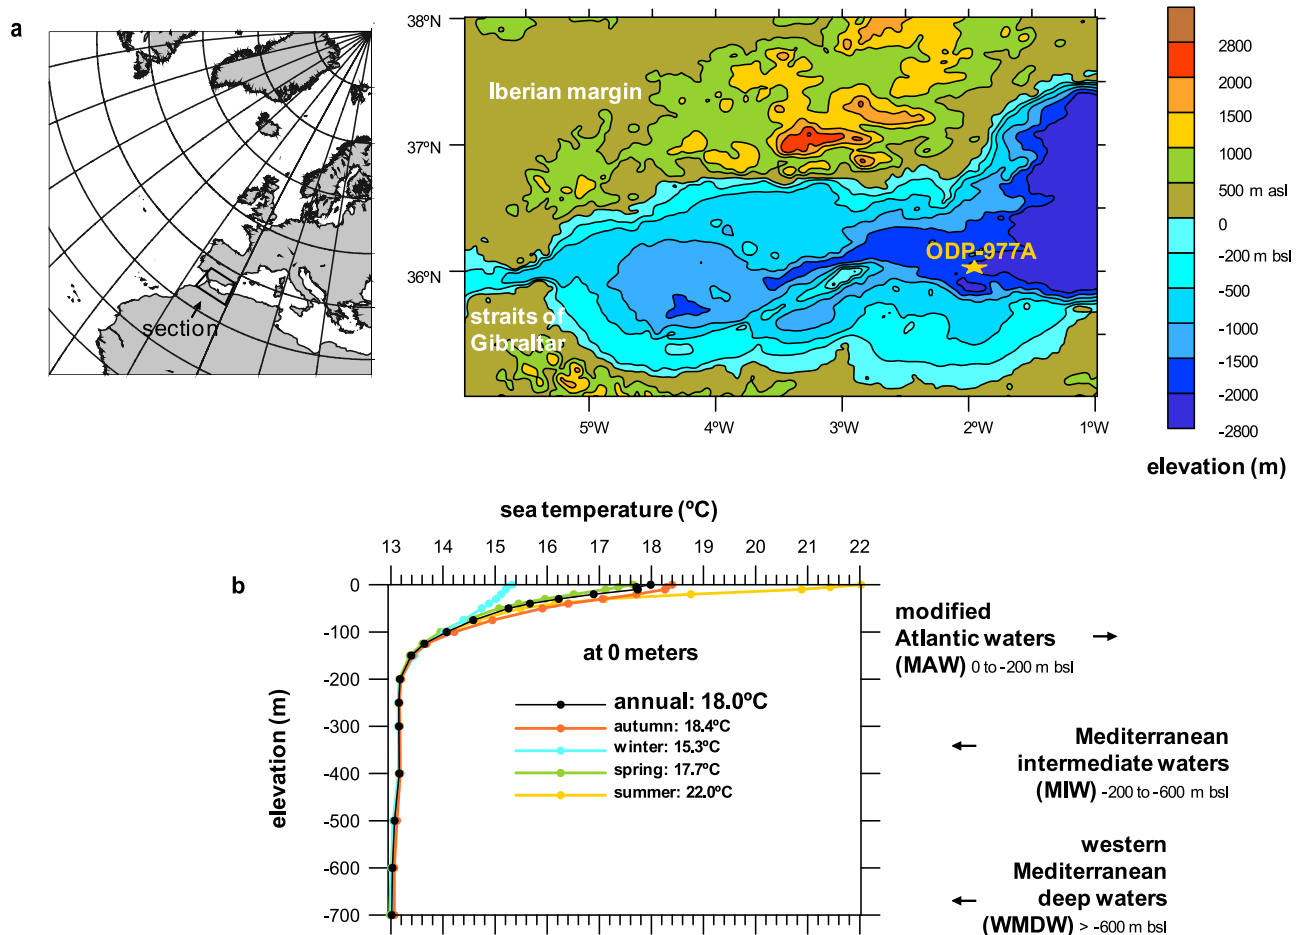 a
section
38ºN
37ºN
36ºN
Iberian margin
ODP-977A
straits of
Gibraltar
5ºW
4ºW
3ºW
2ºW
1ºW
2800
2000
1500
1000
500 m asl
0
-200 m bsl
-500
-1000
-1500
-2000
-2800
elevation (m)
sea temperature (ºC)
13 14 15 16 17 18 19 20 21 22
b
0
-100
-200
-300
-400
-500
-600
-700
elevation (m)
at 0 meters
annual: 18.0ºC
autumn: 18.4ºC
winter: 15.3ºC
spring: 17.7ºC
summer: 22.0ºC
modified
Atlantic waters
(MAW) 0 to -200 m bsl
Mediterranean
intermediate waters
(MIW) -200 to -600 m bsl
western
Mediterranean
deep waters
(WMDW) > -600 m bsl